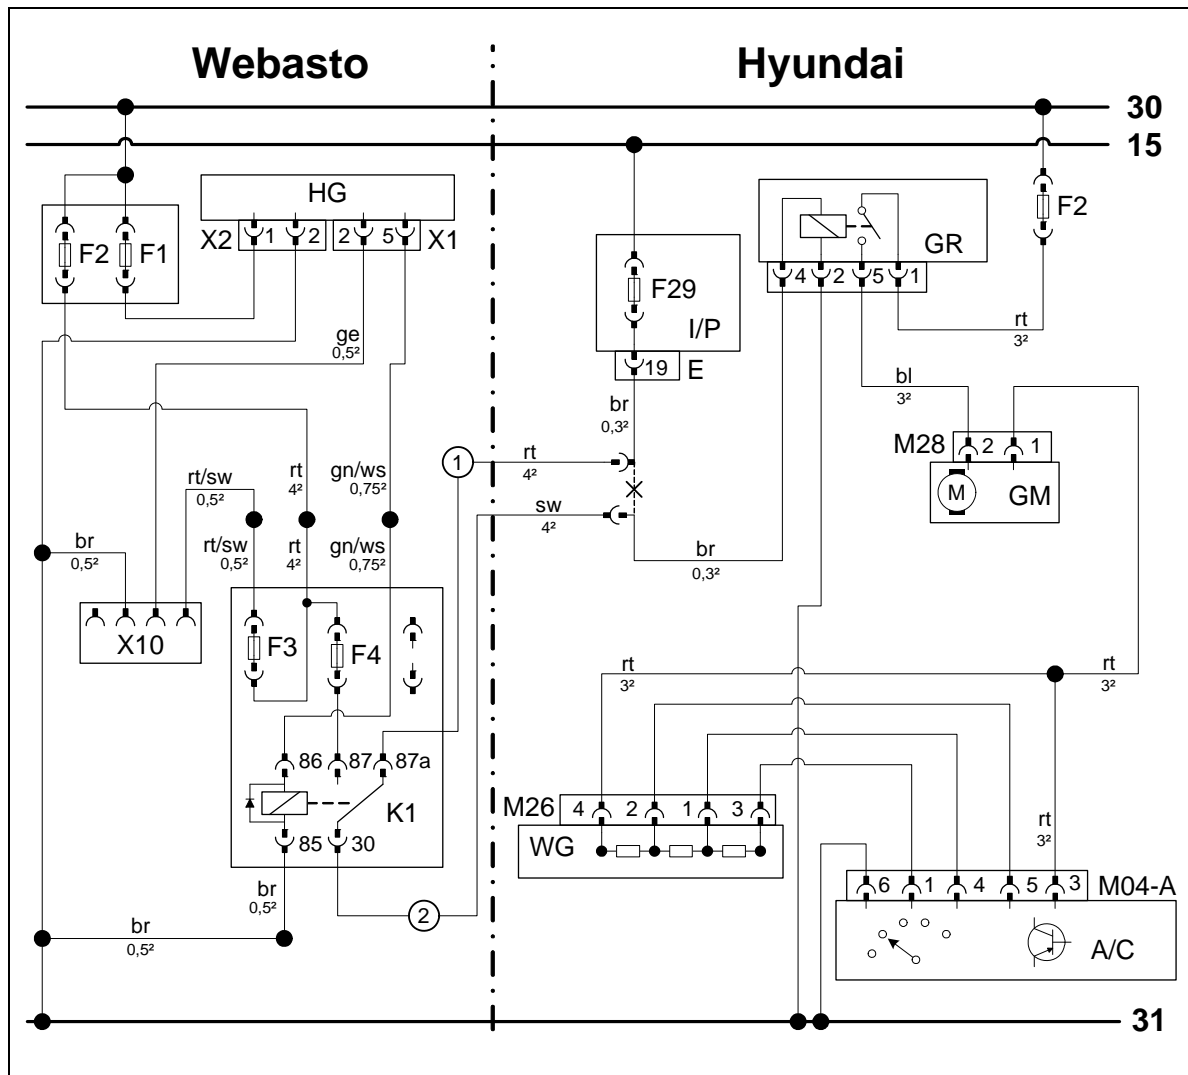 Webasto Hyundai
30
15
HG
X2 1 2 2 5 X1
F2 F1
GR
4 2 5 1
F2
F29
I/P
19 E
rt
3²
ge
0,5²
bl
3²
br
0,3²
M28 2 1
M GM
1
rt
4²
rt/sw
0,5²
rt
4²
gn/ws
0,75²
sw
4²
br
0,5²
rt/sw
0,5²
rt
4²
gn/ws
0,75²
br
0,3²
X10
F3 F4
rt
3²
rt
3²
86 87 87a
K1
85 30
M26 4 2 1 3
WG
rt
3²
br
0,5²
6 1 4 5 3 M04-A
A/C
2
br
0,5²
31